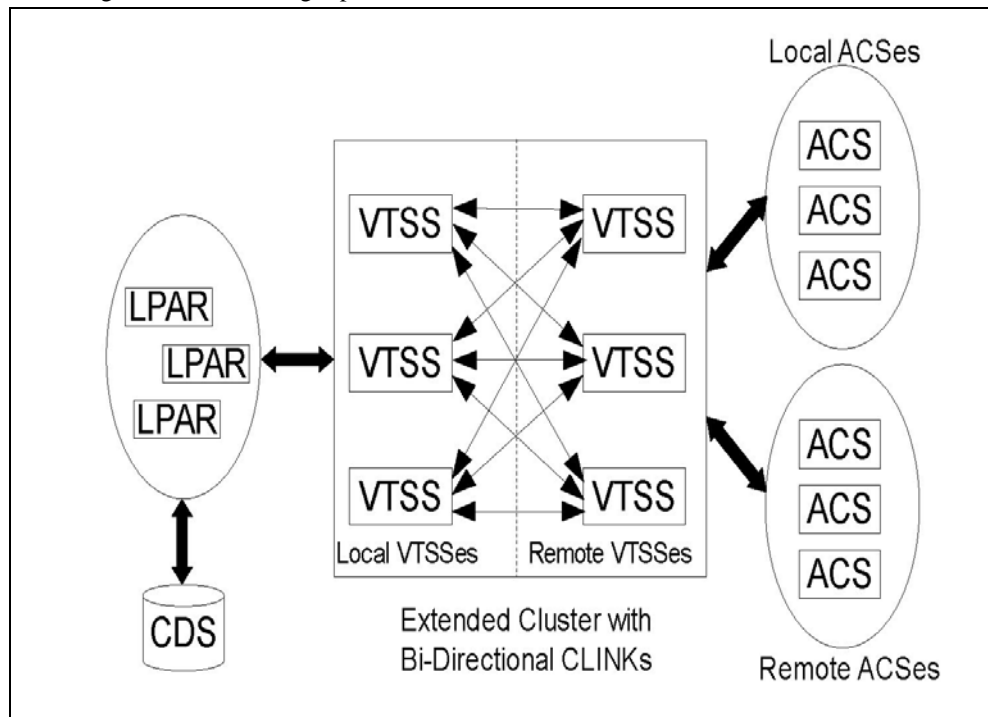 Local ACSes
ACS
ACS
ACS
VTSS
VTSS
VTSS
VTSS
VTSS
VTSS
Local VTSSes
Remote VTSSes
LPAR
LPAR
LPAR
CDS
Extended Cluster with
Bi-Directional CLINKs
ACS
ACS
ACS
Remote ACSes